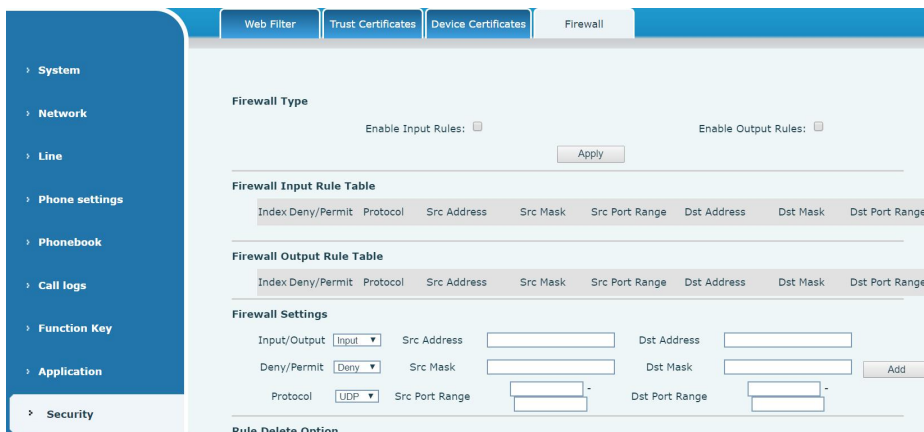 Web Filter Trust Certificates Device Certificates Firewall
System
Network
Line
Phone settings
Phonebook
Call logs
Function Key
Application
Security
Firewall Type
Enable Input Rules: Enable Output Rules:
Apply
Firewall Input Rule Table
Index Deny/Permit Protocol Src Address Src Mask Src Port Range Dst Address Dst Mask Dst Port Range
Firewall Output Rule Table
Index Deny/Permit Protocol Src Address Src Mask Src Port Range Dst Address Dst Mask Dst Port Range
Firewall Settings
Input/Output Input Src Address Dst Address
Deny/Permit Deny Src Mask Dst Mask Add
Protocol UDP Src Port Range - Dst Port Range -
Rule Delete Option